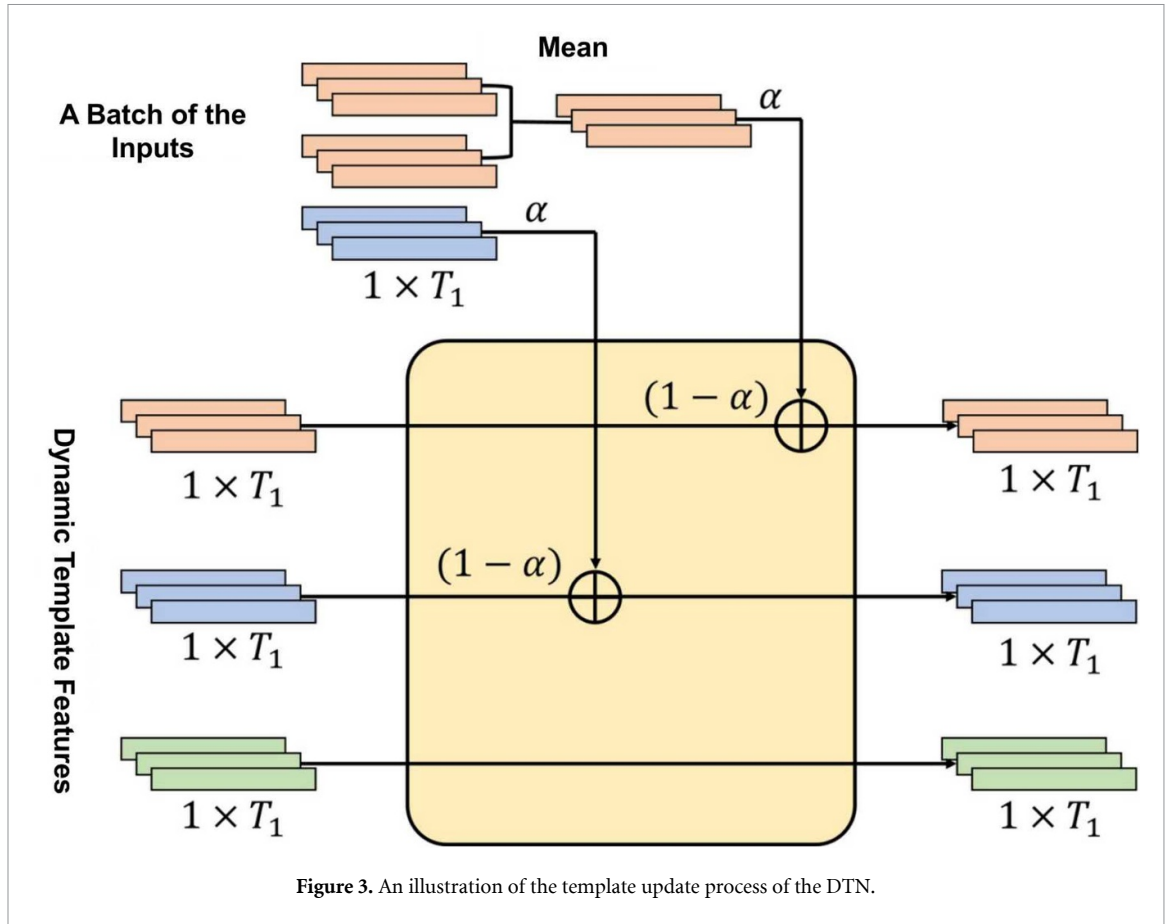 Mean
A Batch of the
Inputs
α
α
1 × T₁
Dynamic Template Features
(1 − α)
1 × T₁
1 × T₁
(1 − α)
1 × T₁
1 × T₁
1 × T₁
1 × T₁
Figure 3. An illustration of the template update process of the DTN.